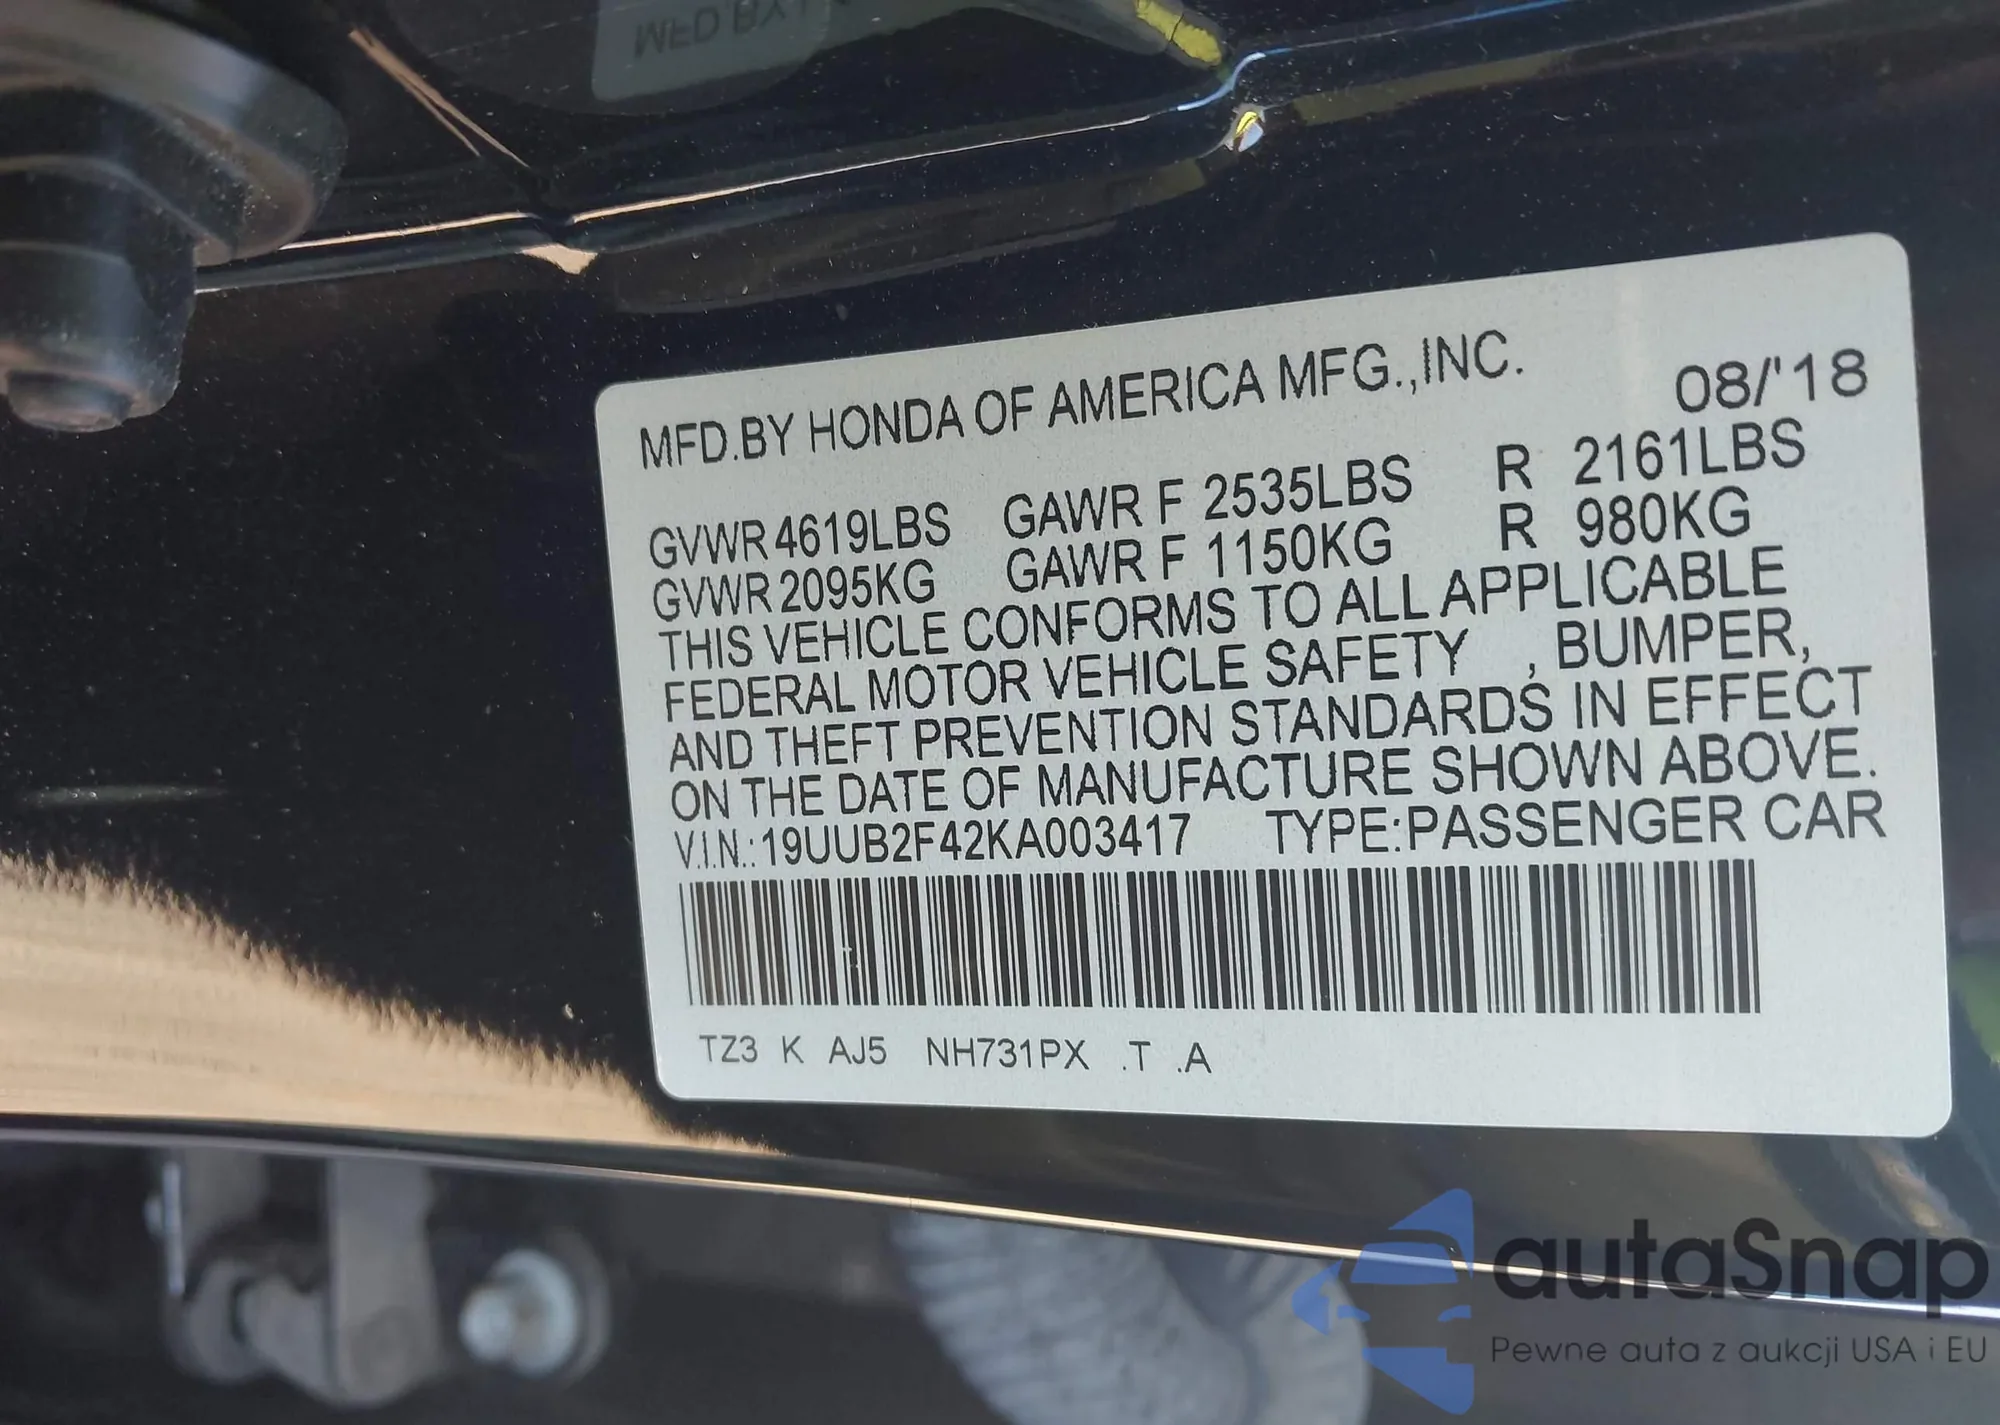 MFD.BY
MFD.BY HONDA OF AMERICA MFG.,INC. 08/'18
GVWR 4619LBS GAWR F 2535LBS R 2161LBS
GVWR 2095KG GAWR F 1150KG R 980KG
THIS VEHICLE CONFORMS TO ALL APPLICABLE
FEDERAL MOTOR VEHICLE SAFETY , BUMPER,
AND THEFT PREVENTION STANDARDS IN EFFECT
ON THE DATE OF MANUFACTURE SHOWN ABOVE.
V.I.N.: 19UUB2F42KA003417 TYPE:PASSENGER CAR
TZ3 K AJ5 NH731PX .T .A
autaSnap
Pewne auta z aukcji USA i EU